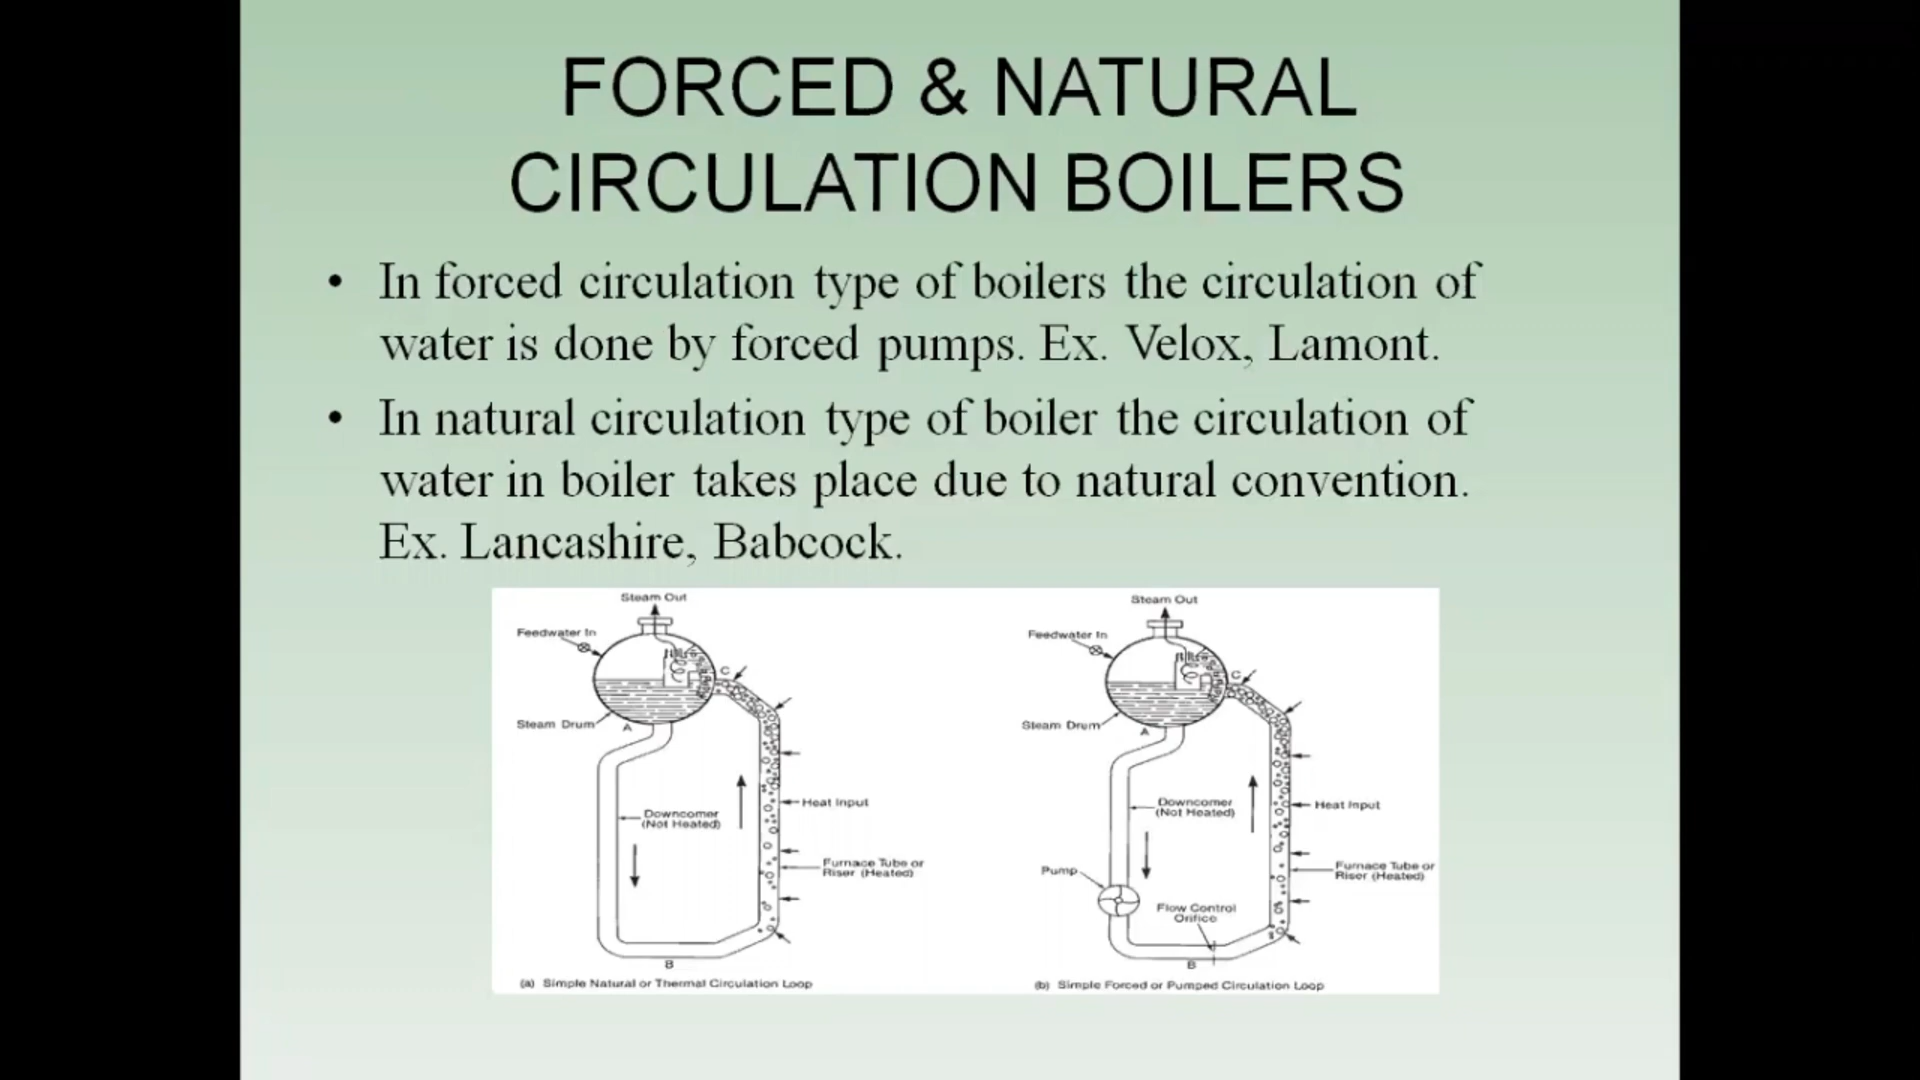 FORCED & NATURAL
CIRCULATION BOILERS
• In forced circulation type of boilers the circulation of
water is done by forced pumps. Ex. Velox, Lamont.
• In natural circulation type of boiler the circulation of
water in boiler takes place due to natural convention.
Ex. Lancashire, Babcock.
Steam Out
Feedwater In
C
Steam Drum
A
Downcomer
(Not Heated)
Heat Input
Furnace Tube or
Riser (Heated)
B
(a) Simple Natural or Thermal Circulation Loop
Steam Out
Feedwater In
C
Steam Drum
A
Downcomer
(Not Heated)
Heat Input
Pump
Furnace Tube or
Riser (Heated)
Flow Control
Orifice
B
(b) Simple Forced or Pumped Circulation Loop